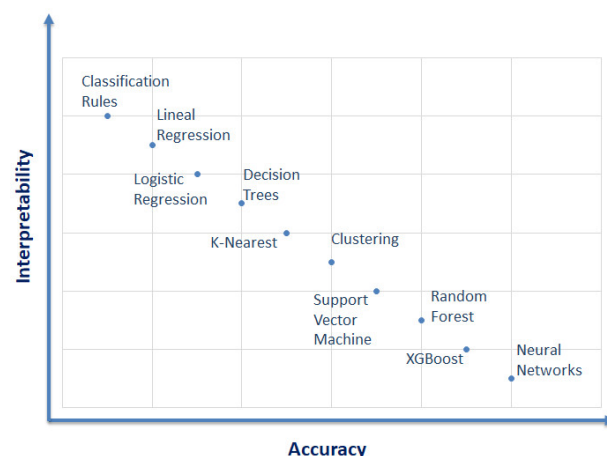 Classification
Rules
Lineal
Regression
Logistic
Regression
Decision
Trees
K-Nearest
Clustering
Support
Vector
Machine
Random
Forest
XGBoost
Neural
Networks
Interpretability
Accuracy